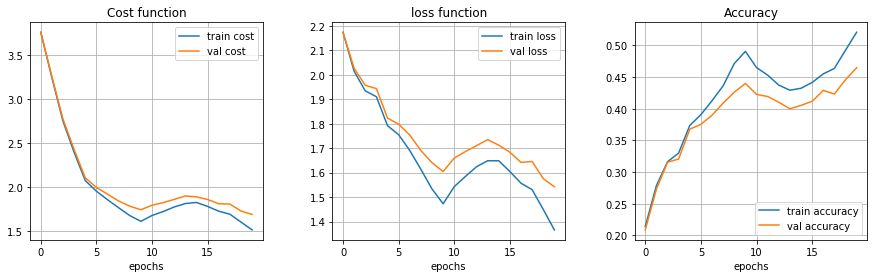 Cost function
3.5
3.0
2.5
2.0
1.5
0
5
10
15
epochs
train cost
val cost
loss function
2.2
2.1
2.0
1.9
1.8
1.7
1.6
1.5
1.4
0
5
10
15
epochs
train loss
val loss
Accuracy
0.50
0.45
0.40
0.35
0.30
0.25
0.20
0
5
10
15
epochs
train accuracy
val accuracy